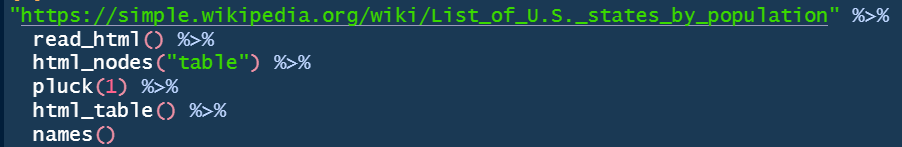 "https://simple.wikipedia.org/wiki/List_of_U.S._states_by_population" %>%
read_html() %>%
html_nodes("table") %>%
pluck(1) %>%
html_table() %>%
names()